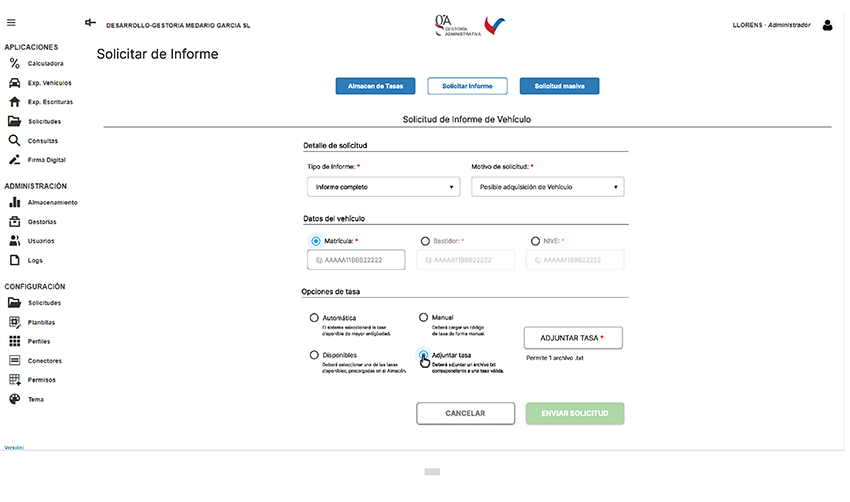 DESARROLLO-GESTORIA MEDARIO GARCIA SL
GESTORÍA
ADMINISTRATIVA
LLORENS - Administrador
APLICACIONES
Calculadora
Exp. Vehículos
Exp. Escrituras
Solicitudes
Consultas
Firma Digital
ADMINISTRACIÓN
Almacenamiento
Gestorías
Usuarios
Logs
CONFIGURACIÓN
Solicitudes
Plantillas
Perfiles
Conectores
Permisos
Tema
Versión:
Solicitar de Informe
Almacen de Tasas
Solicitar Informe
Solicitud masiva
Solicitud de Informe de Vehículo
Detalle de solicitud
Tipo de Informe: *
Motivo de solicitud: *
Informe completo
Posible adquisición de Vehículo
Datos del vehículo
Matrícula: *
Bastidor: *
NIVE: *
Ej: AAAAA11BBB22222
Ej: AAAAA11BBB22222
Ej: AAAAA11BBB22222
Opciones de tasa
Automática
El sistema seleccionará la tasa
disponible de mayor antigüedad.
Manual
Deberá cargar un código
de tasa de forma manual.
Disponibles
Deberá seleccionar una de las tasas
disponibles, precargadas en el Almacén.
Adjuntar tasa
Deberá adjuntar un archivo txt
correspondiente a una tasa válida.
ADJUNTAR TASA *
Permite 1 archivo .txt
CANCELAR
ENVIAR SOLICITUD